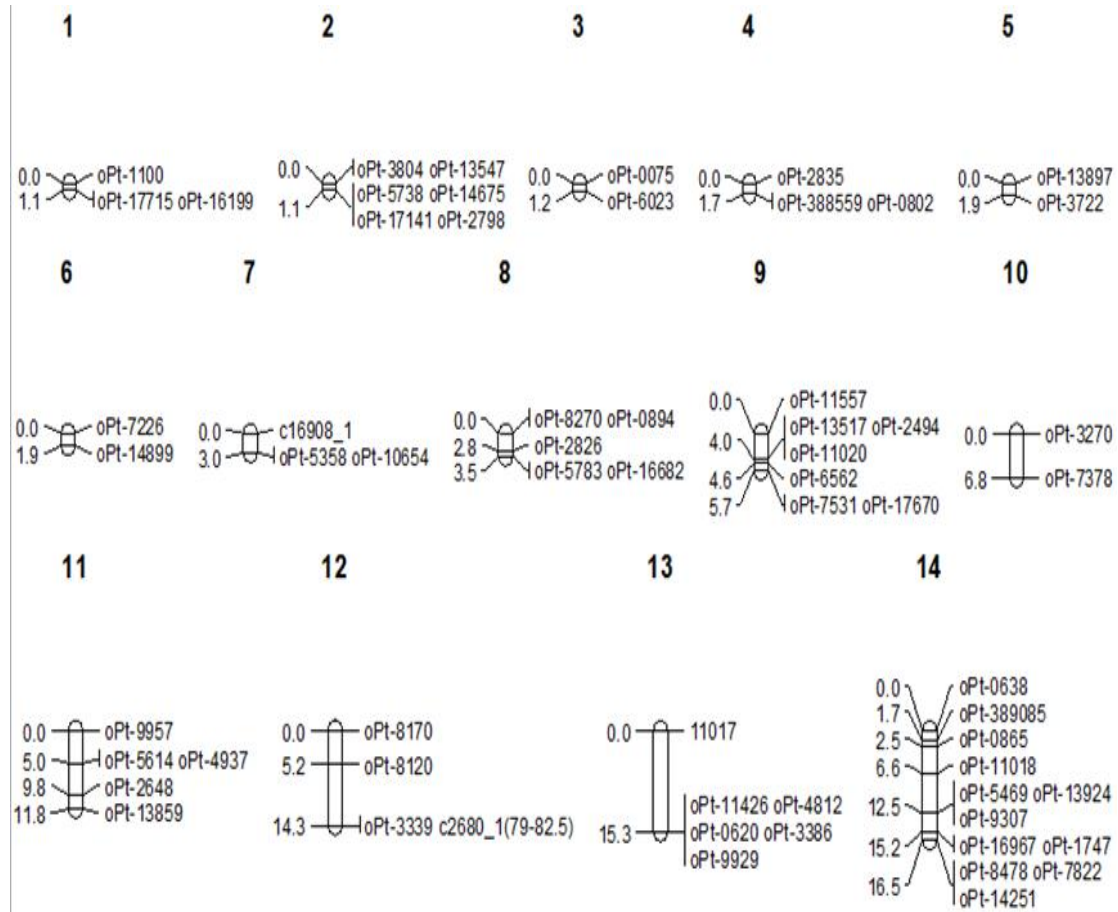 1 2 3 4 5
0.0 oPt-1100
1.1 oPt-17715 oPt-16199
0.0 oPt-3804 oPt-13547
oPt-5738 oPt-14675
1.1 oPt-17141 oPt-2798
0.0 oPt-0075
1.2 oPt-6023
0.0 oPt-2835
1.7 oPt-388559 oPt-0802
0.0 oPt-13897
1.9 oPt-3722
6 7 8 9 10
0.0 oPt-7226
1.9 oPt-14899
0.0 c16908_1
3.0 oPt-5358 oPt-10654
0.0 oPt-8270 oPt-0894
2.8 oPt-2826
3.5 oPt-5783 oPt-16682
0.0 oPt-11557
oPt-13517 oPt-2494
4.0 oPt-11020
4.6 oPt-6562
5.7 oPt-7531 oPt-17670
0.0 oPt-3270
6.8 oPt-7378
11 12 13 14
0.0 oPt-9957
5.0 oPt-5614 oPt-4937
9.8 oPt-2648
11.8 oPt-13859
0.0 oPt-8170
5.2 oPt-8120
14.3 oPt-3339 c2680_1(79-82.5)
0.0 11017
oPt-11426 oPt-4812
15.3 oPt-0620 oPt-3386
oPt-9929
0.0 oPt-0638
1.7 oPt-389085
2.5 oPt-0865
6.6 oPt-11018
oPt-5469 oPt-13924
12.5 oPt-9307
15.2 oPt-16967 oPt-1747
oPt-8478 oPt-7822
16.5 oPt-14251